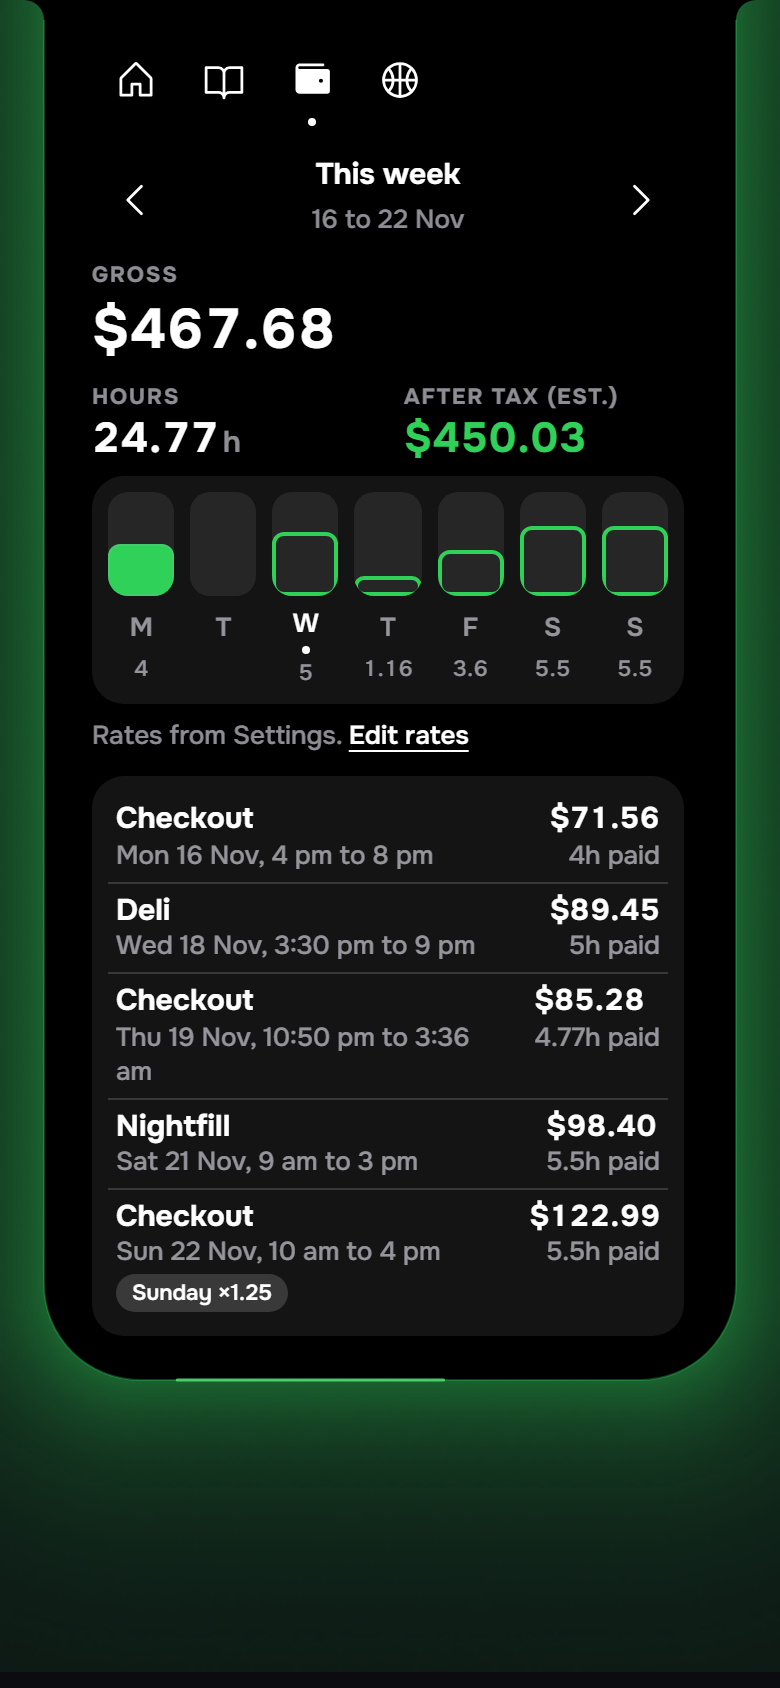 This week
16 to 22 Nov
GROSS
$467.68
HOURS
AFTER TAX (EST.)
24.77h
$450.03
M T W T F S S
4 5 1.16 3.6 5.5 5.5
Rates from Settings. Edit rates
Checkout $71.56
Mon 16 Nov, 4 pm to 8 pm 4h paid
Deli $89.45
Wed 18 Nov, 3:30 pm to 9 pm 5h paid
Checkout $85.28
Thu 19 Nov, 10:50 pm to 3:36 4.77h paid
am
Nightfill $98.40
Sat 21 Nov, 9 am to 3 pm 5.5h paid
Checkout $122.99
Sun 22 Nov, 10 am to 4 pm 5.5h paid
Sunday ×1.25